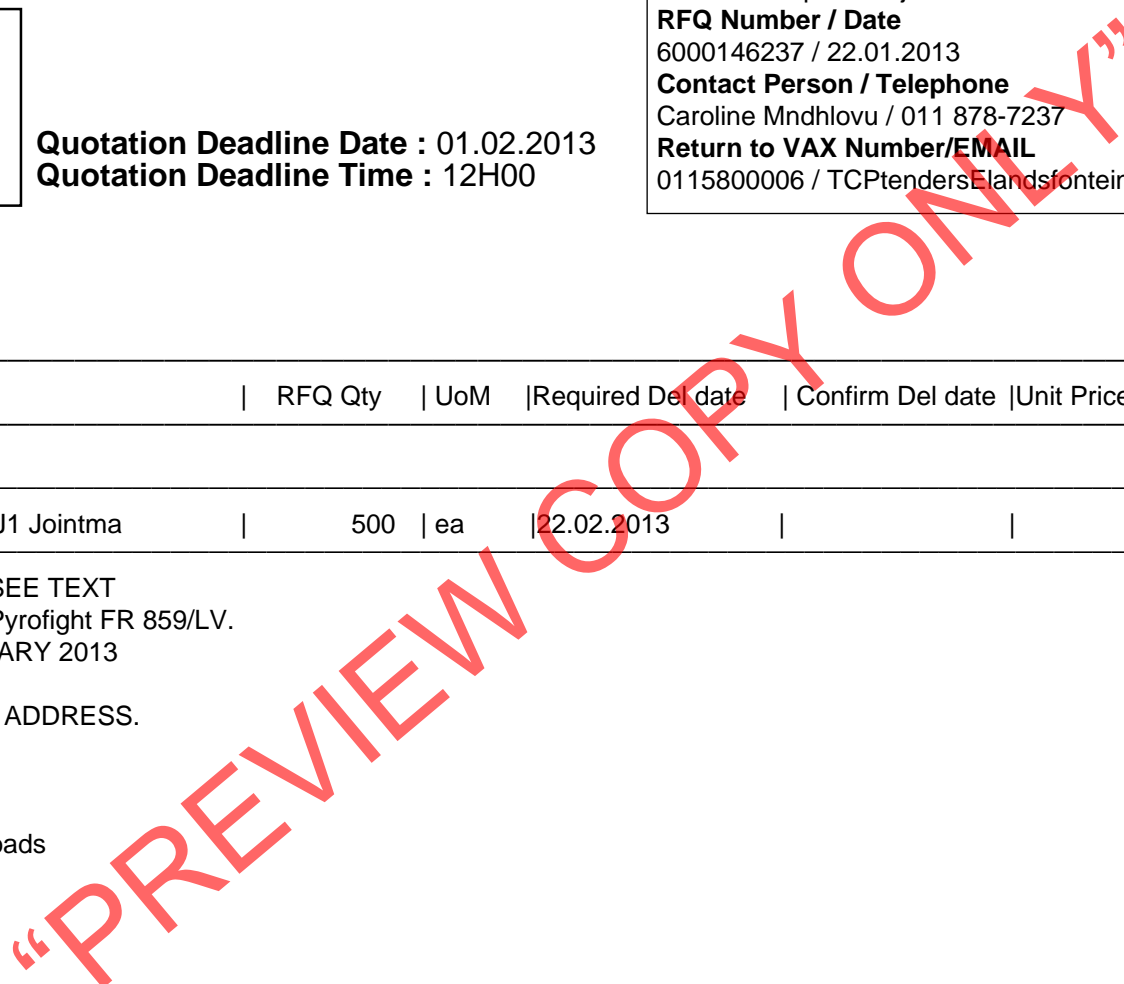 RFQ Number / Date
6000146237 / 22.01.2013
Contact Person / Telephone
Caroline Mndhlovu / 011 878-7237
Return to VAX Number/EMAIL
0115800006 / TCPtendersElandsfontein
Quotation Deadline Date : 01.02.2013
Quotation Deadline Time : 12H00
| RFQ Qty | UoM |Required Del date | Confirm Del date |Unit Price
J1 Jointma | 500 | ea |22.02.2013 | |
SEE TEXT
Pyrofight FR 859/LV.
ARY 2013
ADDRESS.
oads
“PREVIEW COPY ONLY”